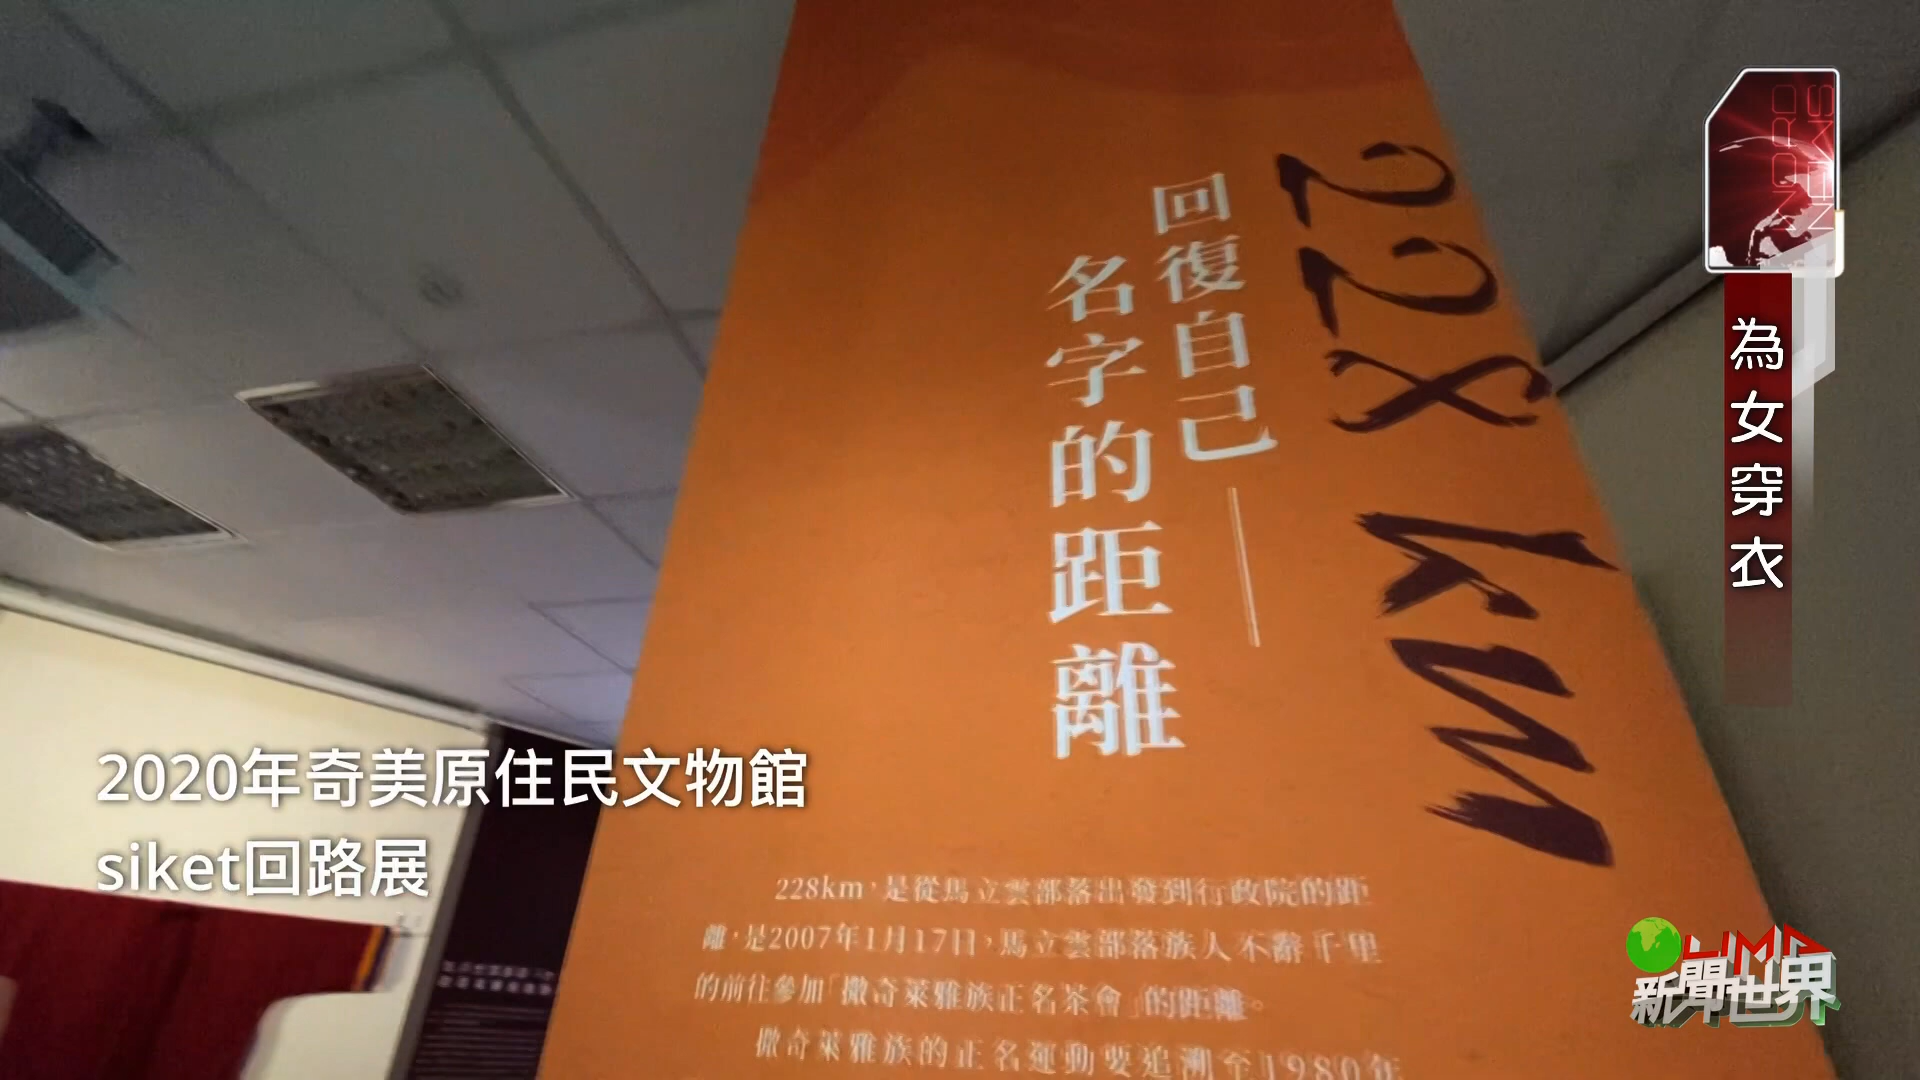 228 km
回復自己——
名字的距離
228km，是從馬立雲部落出發到行政院的距
離，是2007年1月17日，馬立雲部落族人不辭千里
的前往參加「撒奇萊雅族正名茶會」的距離。
撒奇萊雅族的正名運動要追溯至1980年
2020年奇美原住民文物館
siket回路展
WORD
NEWS
為女穿衣
LIMA
新聞世界